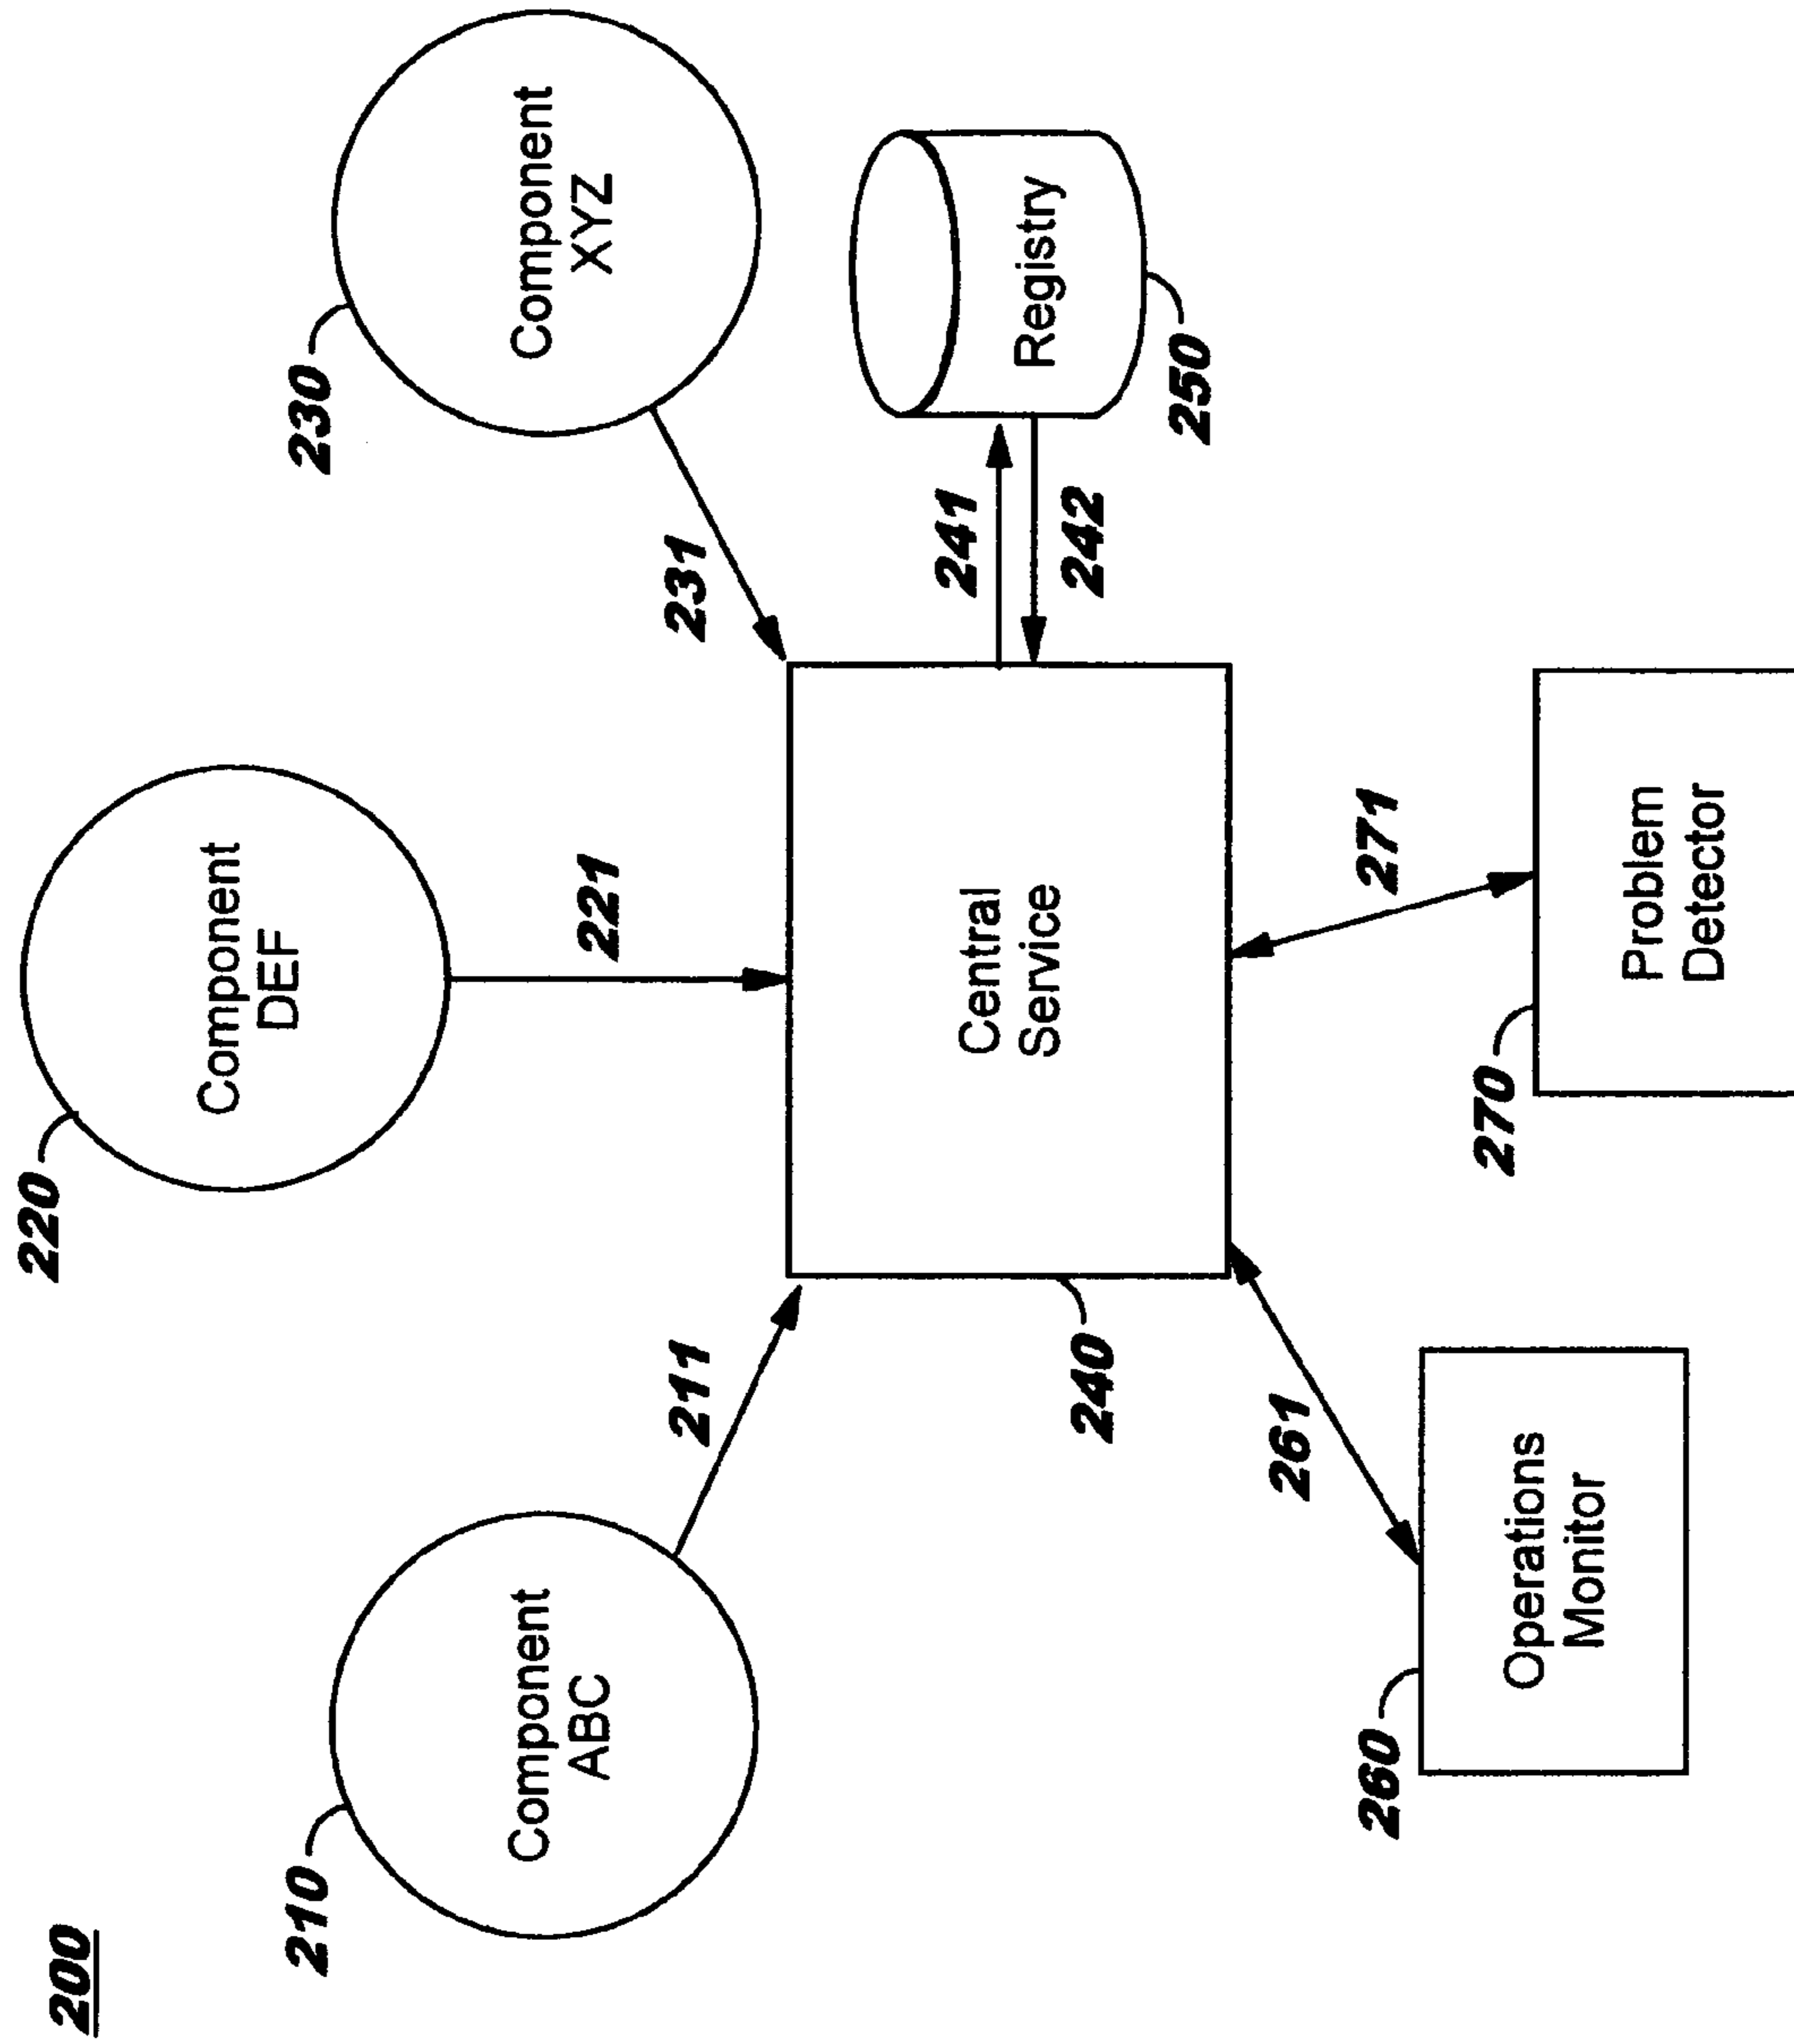 200
220
Component
DEF
221
210
Component
ABC
211
230
Component
XYZ
231
240
Central
Service
241
242
Registry
250
260
Operations
Monitor
261
270
Problem
Detector
271